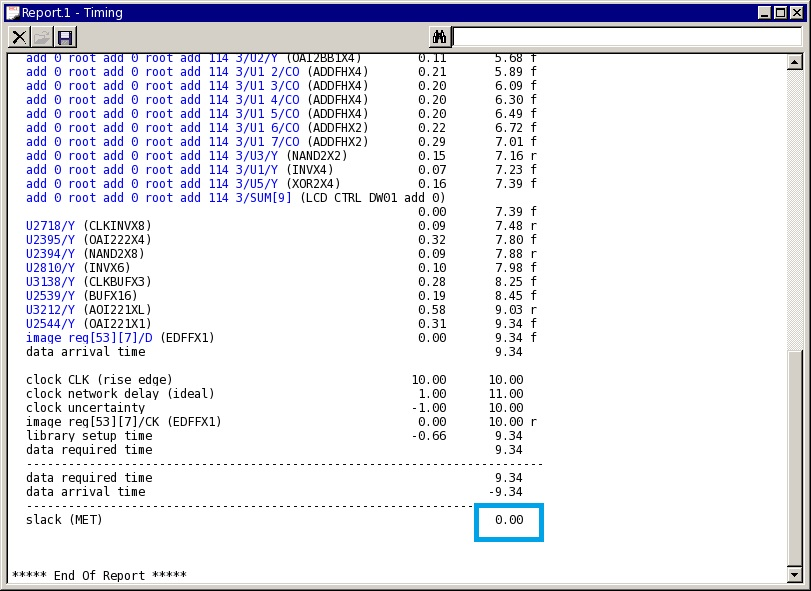 Report.1 - Timing
add 0 root add 0 root add 114 3/U2/Y (OAI2BB1X4) 0.11 5.68 f
add 0 root add 0 root add 114 3/U1 2/CO (ADDFHX4) 0.21 5.89 f
add 0 root add 0 root add 114 3/U1 3/CO (ADDFHX4) 0.20 6.09 f
add 0 root add 0 root add 114 3/U1 4/CO (ADDFHX4) 0.20 6.30 f
add 0 root add 0 root add 114 3/U1 5/CO (ADDFHX4) 0.20 6.49 f
add 0 root add 0 root add 114 3/U1 6/CO (ADDFHX2) 0.22 6.72 f
add 0 root add 0 root add 114 3/U1 7/CO (ADDFHX2) 0.29 7.01 f
add 0 root add 0 root add 114 3/U3/Y (NAND2X2) 0.15 7.16 r
add 0 root add 0 root add 114 3/U1/Y (INVX4) 0.07 7.23 f
add 0 root add 0 root add 114 3/U5/Y (XOR2X4) 0.16 7.39 f
add 0 root add 0 root add 114 3/SUM[9] (LCD CTRL DW01 add 0)
0.00 7.39 f
U2718/Y (CLKINVX8) 0.09 7.48 r
U2395/Y (OAI222X4) 0.32 7.80 f
U2394/Y (NAND2X8) 0.09 7.88 r
U2810/Y (INVX6) 0.10 7.98 f
U3138/Y (CLKBUFX3) 0.28 8.25 f
U2539/Y (BUFX16) 0.19 8.45 f
U3212/Y (AOI221XL) 0.58 9.03 r
U2544/Y (OAI221X1) 0.31 9.34 f
image reg[53][7]/D (EDFFX1) 0.00 9.34 f
data arrival time 9.34
clock CLK (rise edge) 10.00 10.00
clock network delay (ideal) 1.00 11.00
clock uncertainty -1.00 10.00
image reg[53][7]/CK (EDFFX1) 0.00 10.00 r
library setup time -0.66 9.34
data required time 9.34
--------------------------------------------------------------------------
data required time 9.34
data arrival time -9.34
--------------------------------------------------------------------------
slack (MET) 0.00
***** End Of Report *****